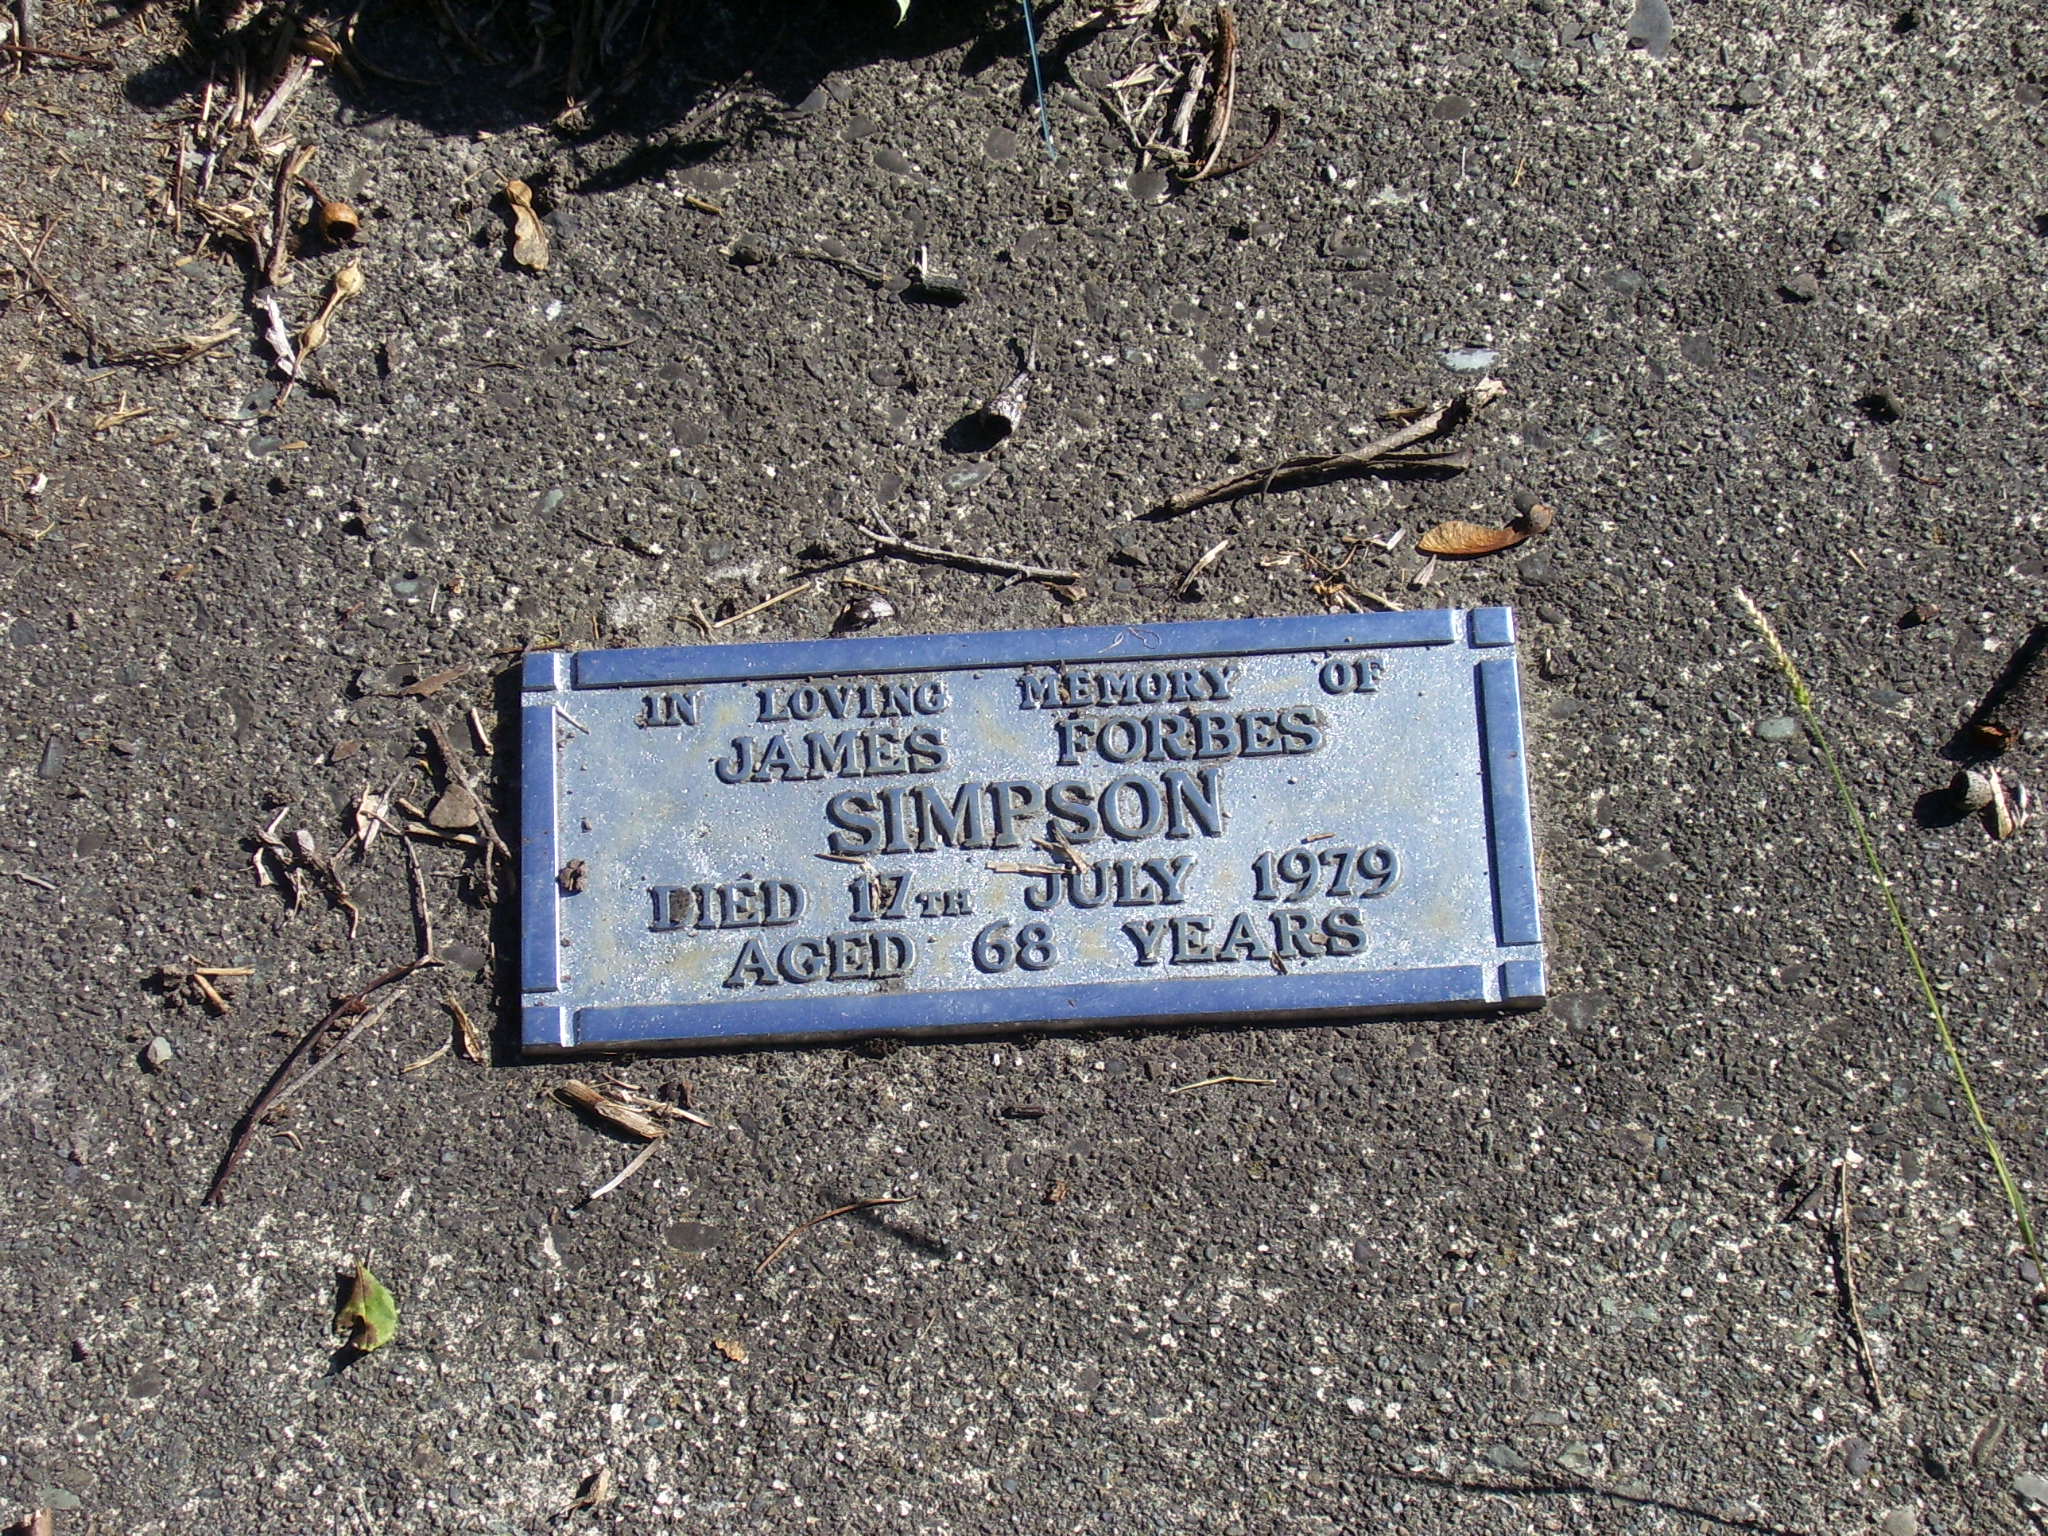 IN LOVING MEMORY OF
JAMES FORBES
SIMPSON
DIED 17TH JULY 1979
AGED 68 YEARS